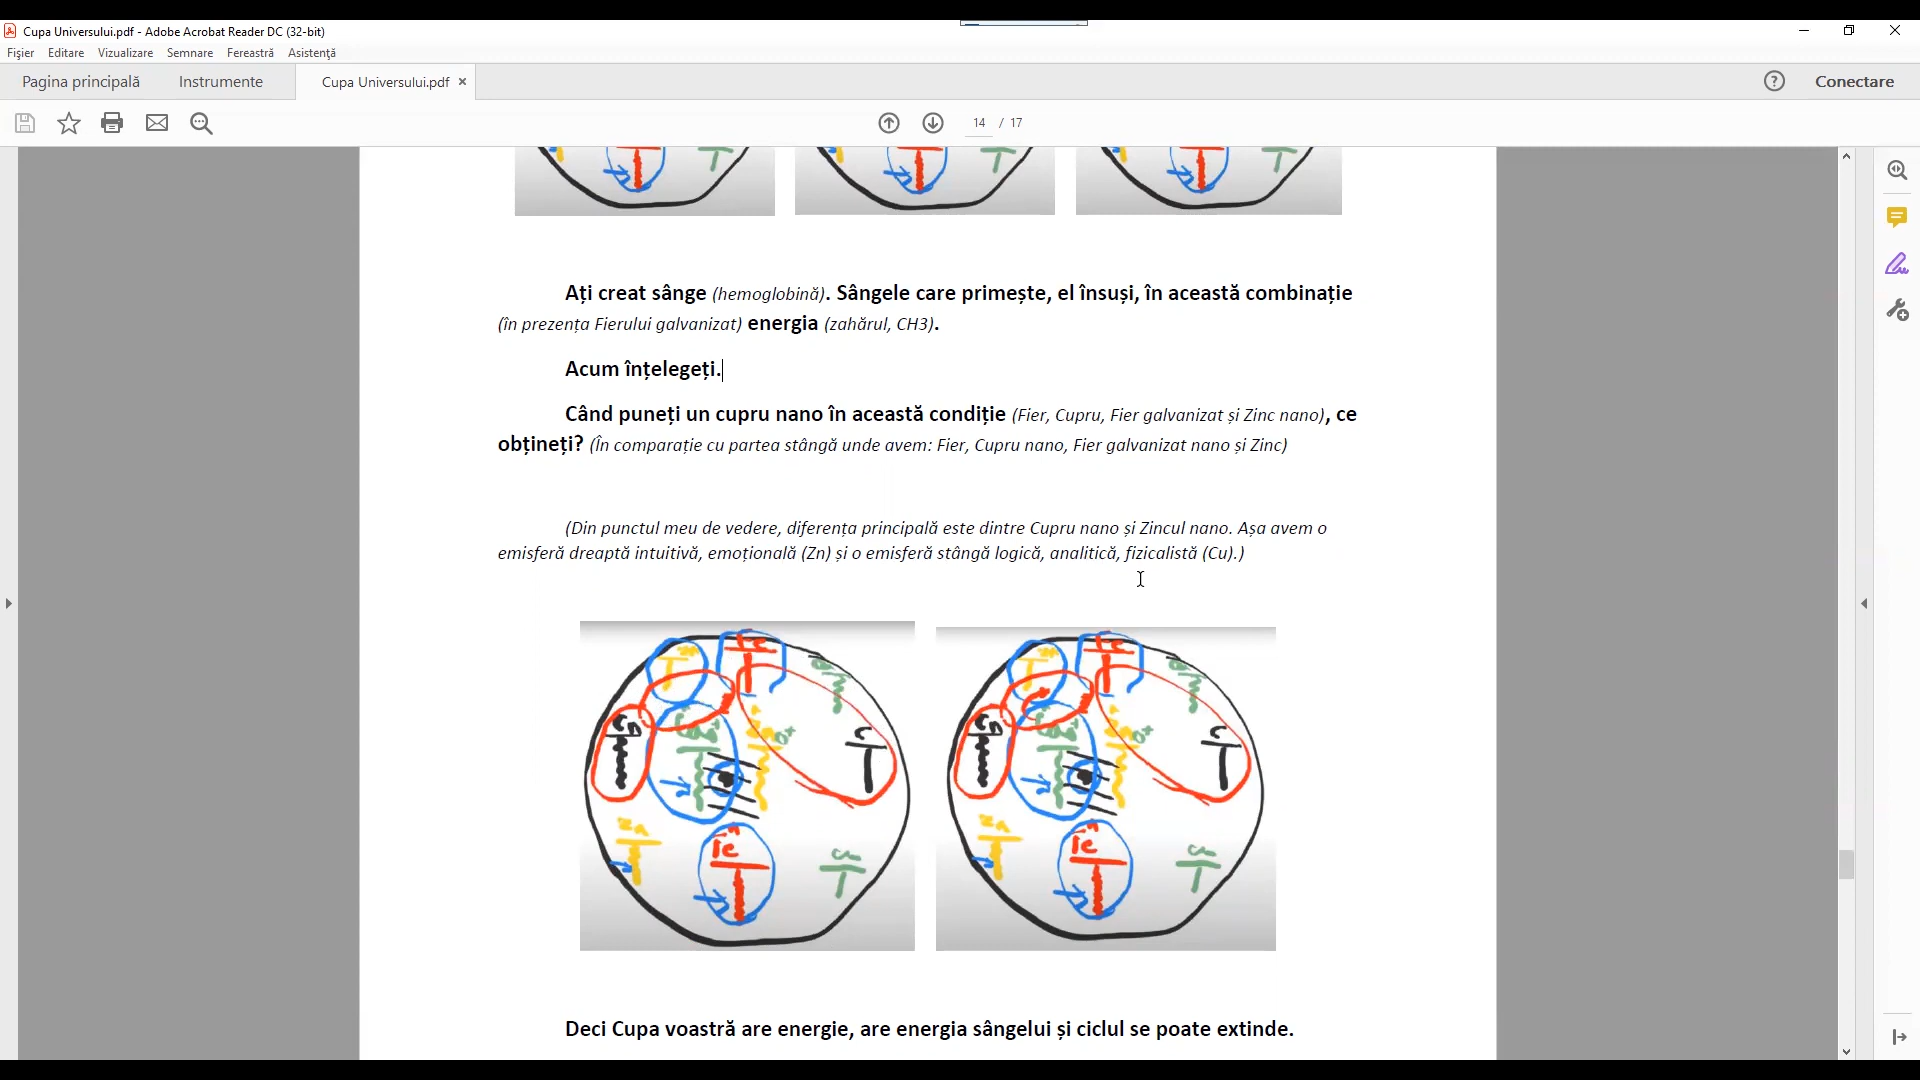 Cupa Universului.pdf - Adobe Acrobat Reader DC (32-bit)
Fişier Editare Vizualizare Semnare Fereastră Asistenţă
Pagina principală Instrumente Cupa Universului.pdf × Conectare
14 / 17
Ați creat sânge (hemoglobină). Sângele care primește, el însuși, în această combinație
(în prezența Fierului galvanizat) energia (zahărul, CH3).
Acum înțelegeți.
Când puneți un cupru nano în această condiție (Fier, Cupru, Fier galvanizat și Zinc nano), ce
obțineți? (În comparație cu partea stângă unde avem: Fier, Cupru nano, Fier galvanizat nano și Zinc)
(Din punctul meu de vedere, diferența principală este dintre Cupru nano și Zincul nano. Așa avem o
emisferă dreaptă intuitivă, emoțională (Zn) și o emisferă stângă logică, analitică, fizicalistă (Cu).)
Deci Cupa voastră are energie, are energia sângelui și ciclul se poate extinde.